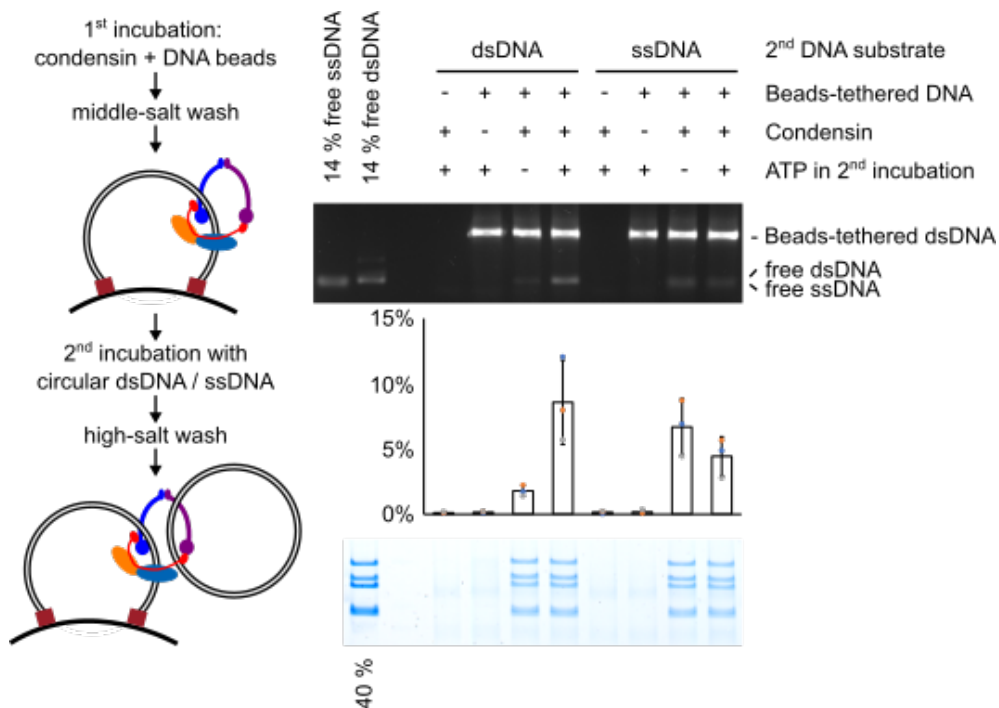 1st incubation:
condensin + DNA beads
middle-salt wash
2nd incubation with
circular dsDNA / ssDNA
high-salt wash
14 % free ssDNA
14 % free dsDNA
dsDNA ssDNA 2nd DNA substrate
- + + + - + + + Beads-tethered DNA
+ - + + + - + + Condensin
+ + - + + + - + ATP in 2nd incubation
Beads-tethered dsDNA
free dsDNA
free ssDNA
15%
10%
5%
0%
40 %